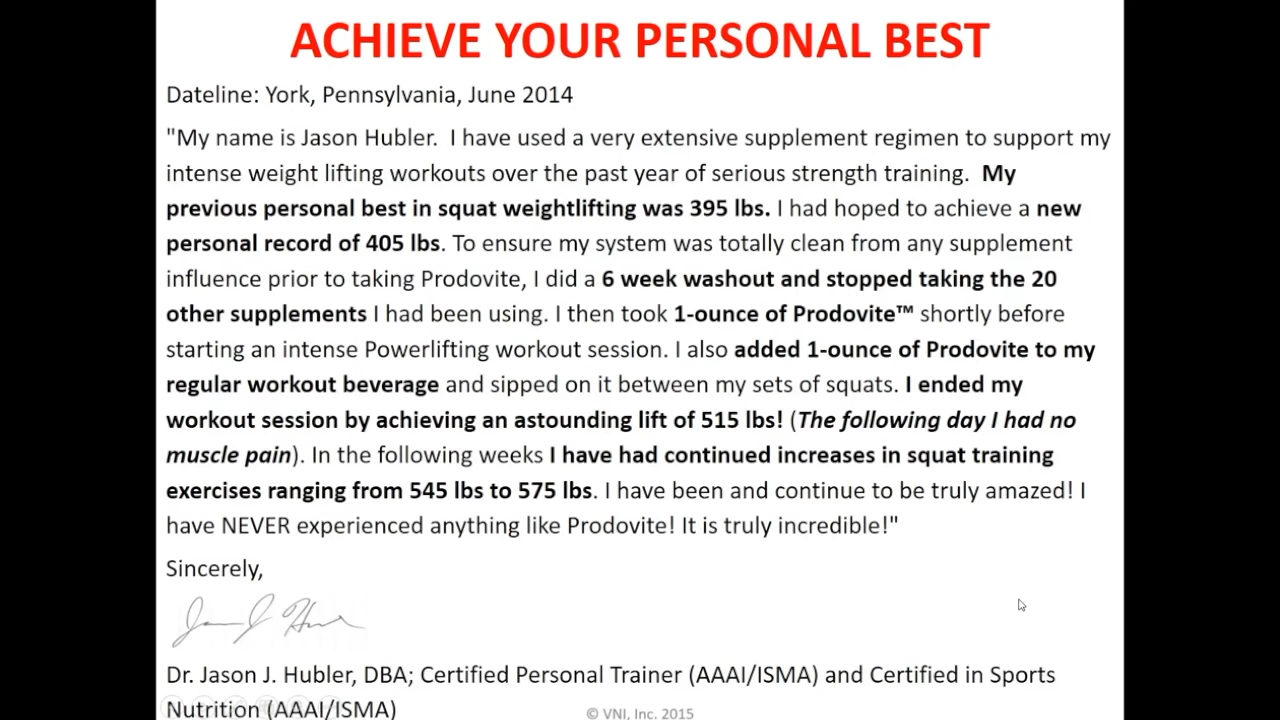 ACHIEVE YOUR PERSONAL BEST
Dateline: York, Pennsylvania, June 2014
"My name is Jason Hubler.  I have used a very extensive supplement regimen to support my
intense weight lifting workouts over the past year of serious strength training.  My
previous personal best in squat weightlifting was 395 lbs. I had hoped to achieve a new
personal record of 405 lbs. To ensure my system was totally clean from any supplement
influence prior to taking Prodovite, I did a 6 week washout and stopped taking the 20
other supplements I had been using. I then took 1-ounce of Prodovite™ shortly before
starting an intense Powerlifting workout session. I also added 1-ounce of Prodovite to my
regular workout beverage and sipped on it between my sets of squats. I ended my
workout session by achieving an astounding lift of 515 lbs! (The following day I had no
muscle pain). In the following weeks I have had continued increases in squat training
exercises ranging from 545 lbs to 575 lbs. I have been and continue to be truly amazed! I
have NEVER experienced anything like Prodovite! It is truly incredible!"
Sincerely,
Dr. Jason J. Hubler, DBA; Certified Personal Trainer (AAAI/ISMA) and Certified in Sports
Nutrition (AAAI/ISMA)
© VNI, Inc. 2015